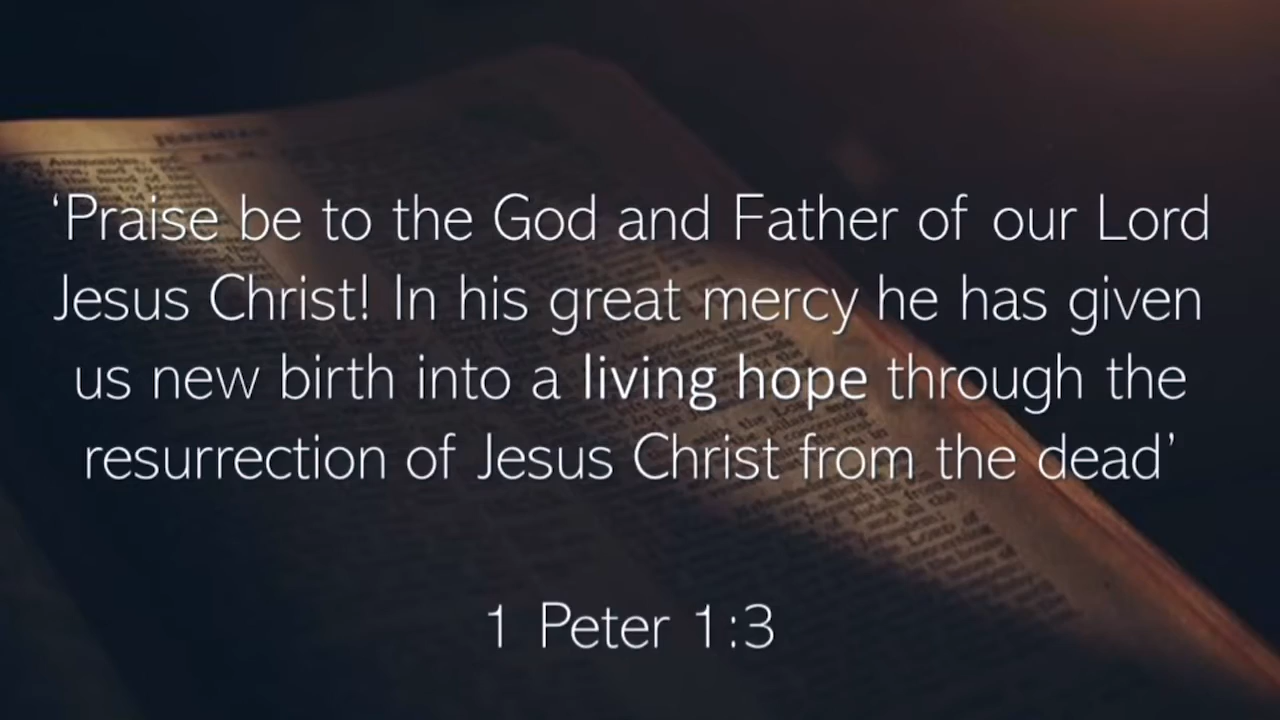 ‘Praise be to the God and Father of our Lord
Jesus Christ! In his great mercy he has given
us new birth into a living hope through the
resurrection of Jesus Christ from the dead’
1 Peter 1:3